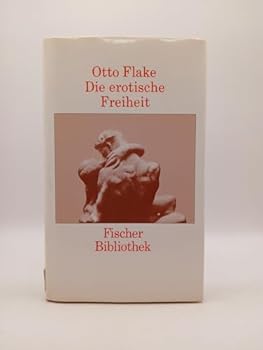 Otto Flake
Die erotische
Freiheit
Fischer
Bibliothek